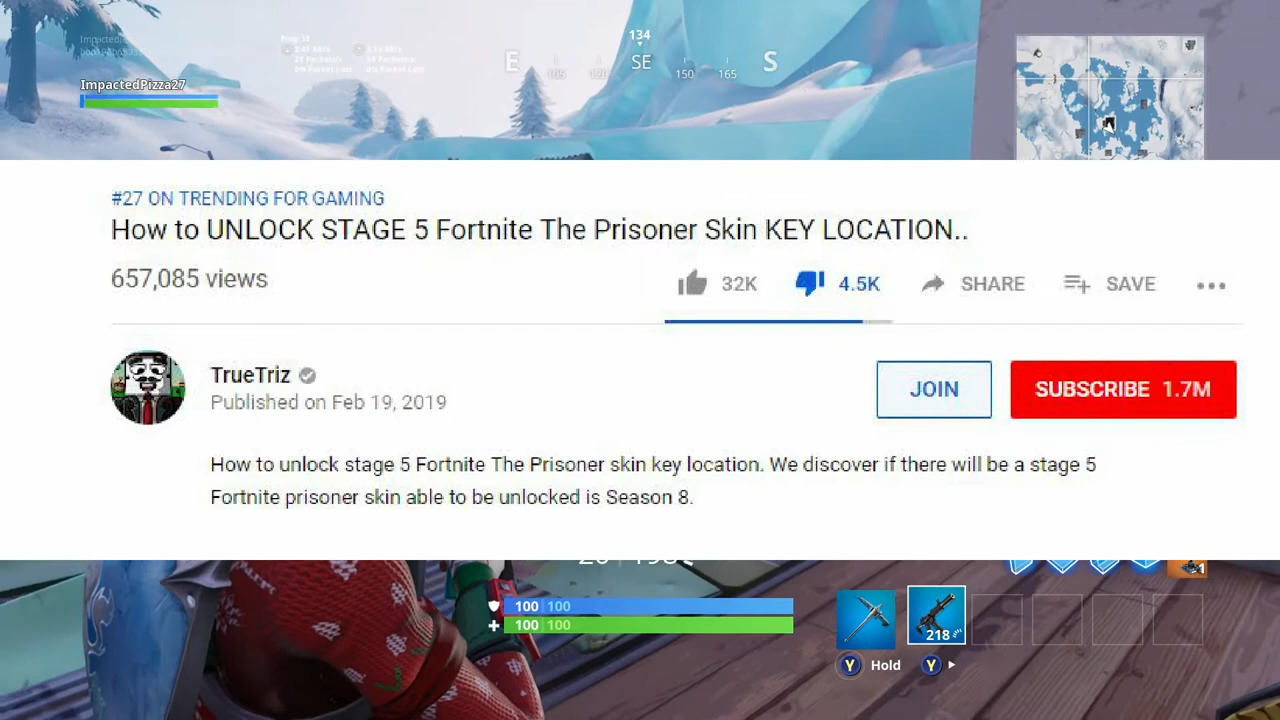 134
E 105 120 SE 150 165 S
ImpactedPizza27
#27 ON TRENDING FOR GAMING
How to UNLOCK STAGE 5 Fortnite The Prisoner Skin KEY LOCATION..
657,085 views
32K 4.5K SHARE SAVE
TrueTriz
Published on Feb 19, 2019
JOIN SUBSCRIBE 1.7M
How to unlock stage 5 Fortnite The Prisoner skin key location. We discover if there will be a stage 5
Fortnite prisoner skin able to be unlocked is Season 8.
100 100
100 100
218
Y Hold Y